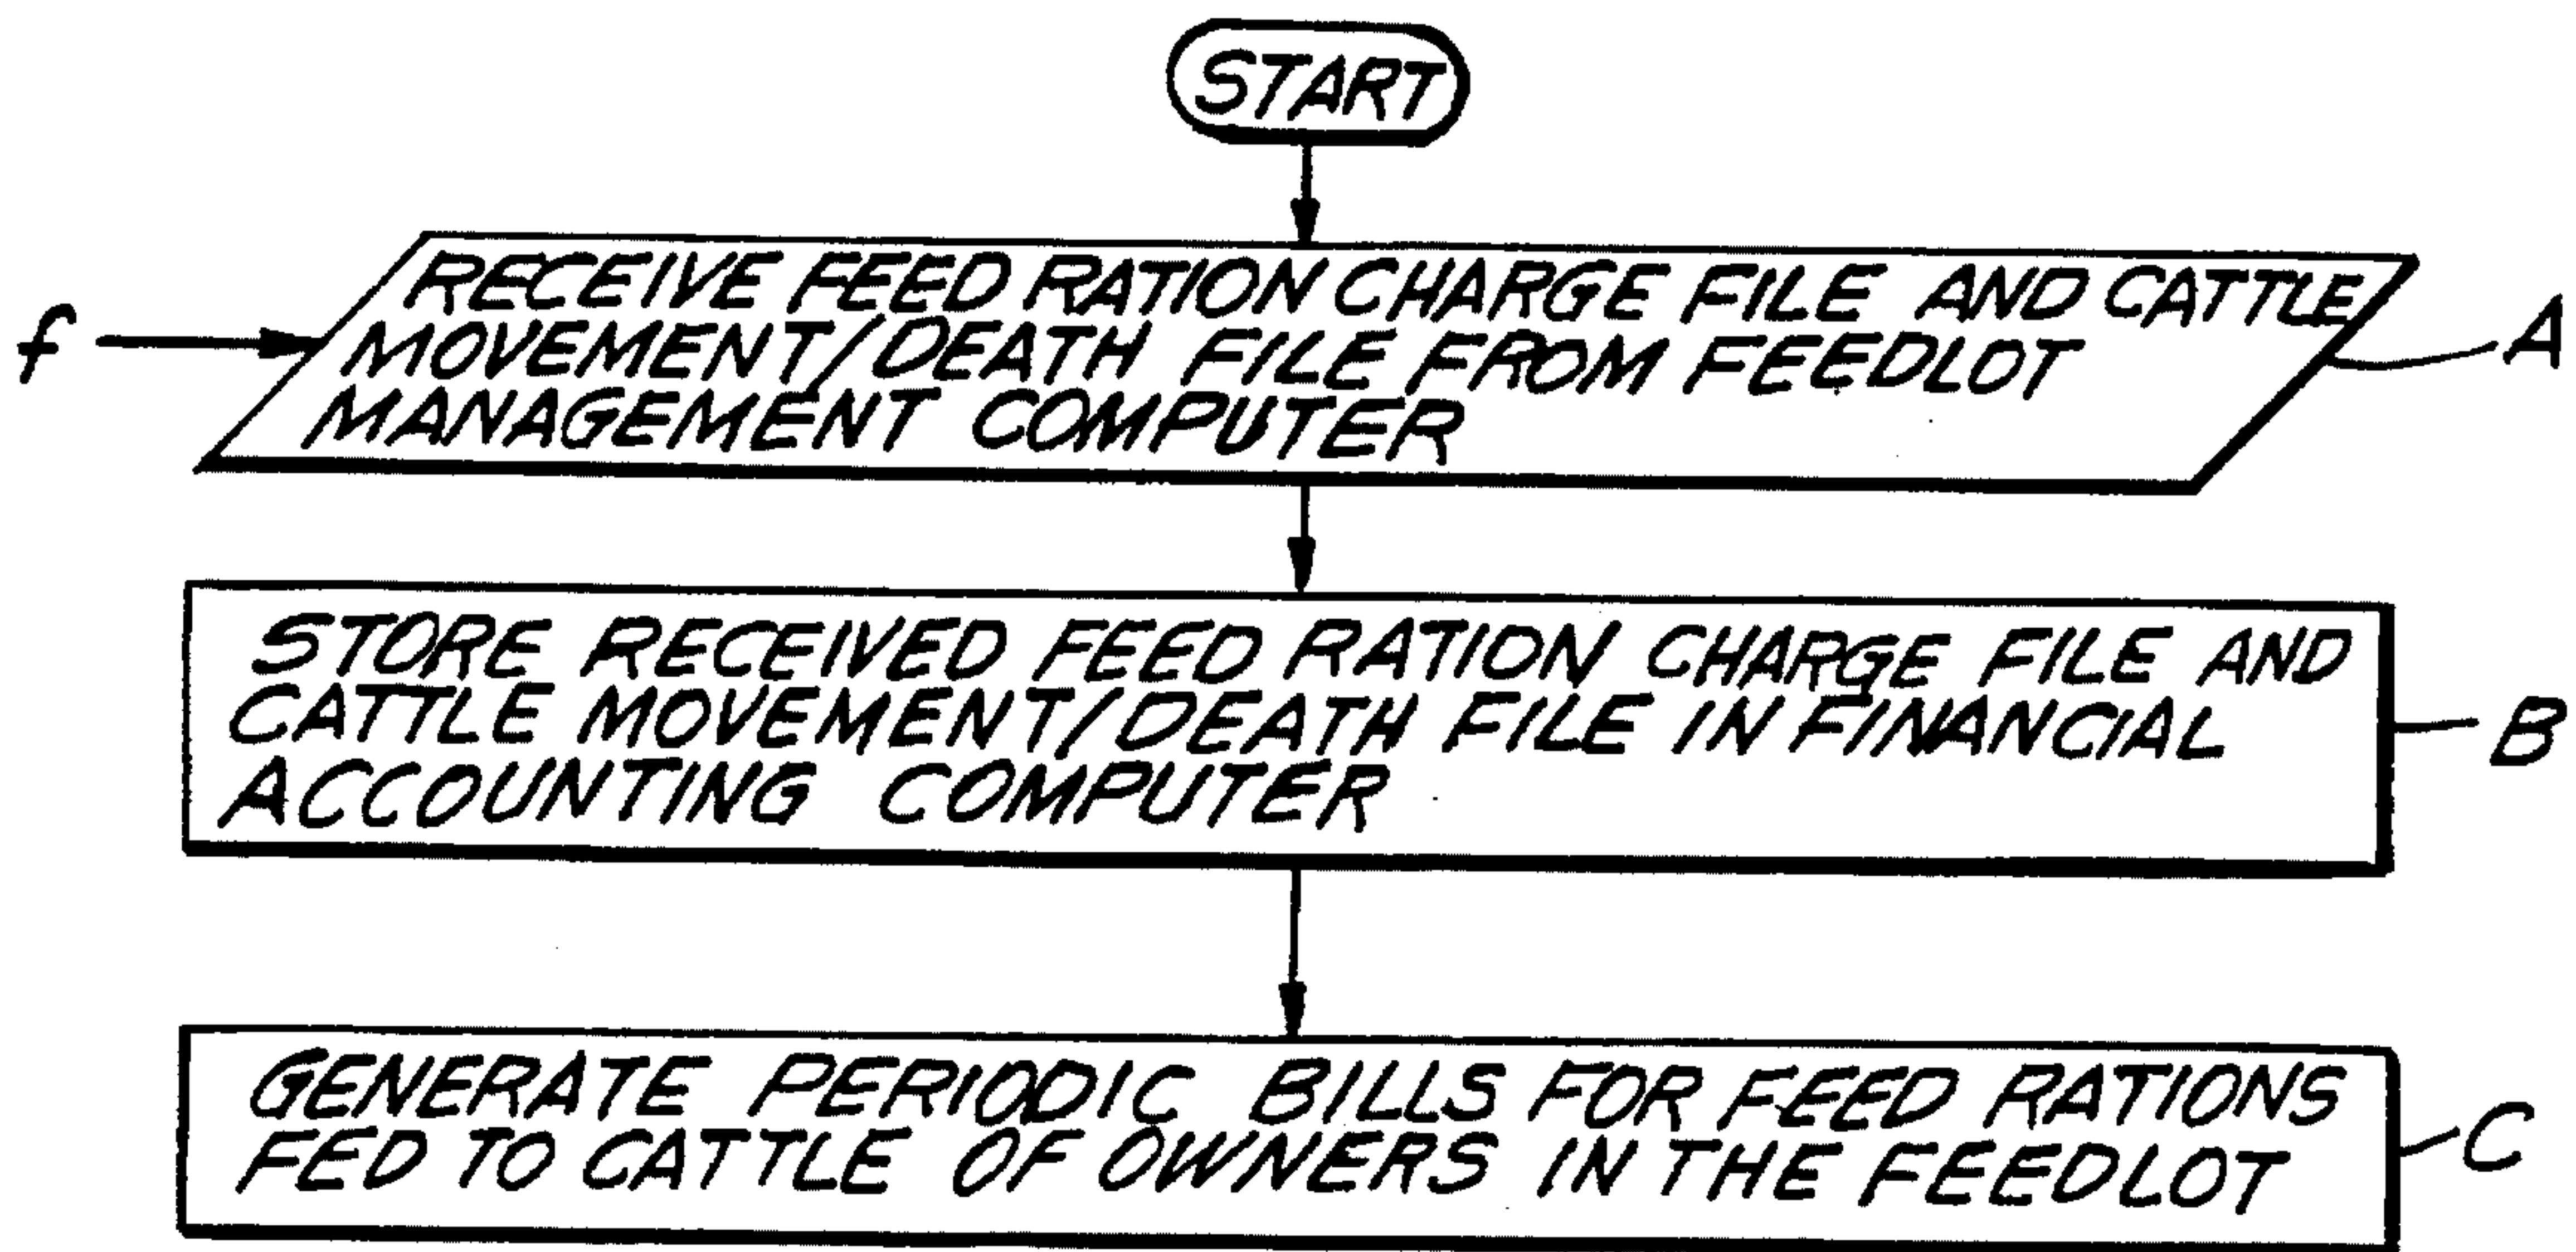 START
f
RECEIVE FEED RATION CHARGE FILE AND CATTLE
MOVEMENT/DEATH FILE FROM FEEDLOT
MANAGEMENT COMPUTER
A
STORE RECEIVED FEED RATION CHARGE FILE AND
CATTLE MOVEMENT/DEATH FILE IN FINANCIAL
ACCOUNTING COMPUTER
B
GENERATE PERIODIC BILLS FOR FEED RATIONS
FED TO CATTLE OF OWNERS IN THE FEEDLOT
C